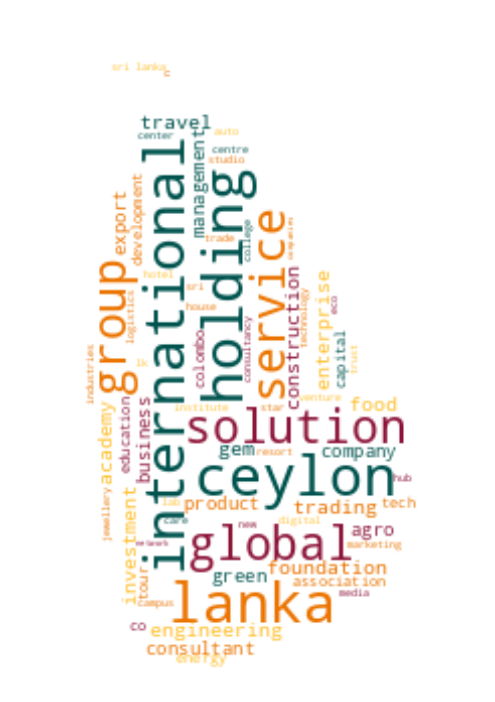 sri lanka
c
travel
center
auto
management
centre
studio
international
holding
export
development
trade
college
service
companies
group
logistics
hotel
sri
house
colombo
consultancy
construction
technology
enterprise
eco
capital
trust
industries
lk
institute
star
venture
food
academy
education
business
solution
gem
resort
company
ceylon
hub
jewellery
investment
lab
product
trading
tech
care
new
digital
agro
network
global
marketing
tour
green
foundation
association
campus
lanka
media
co
engineering
consultant
energy